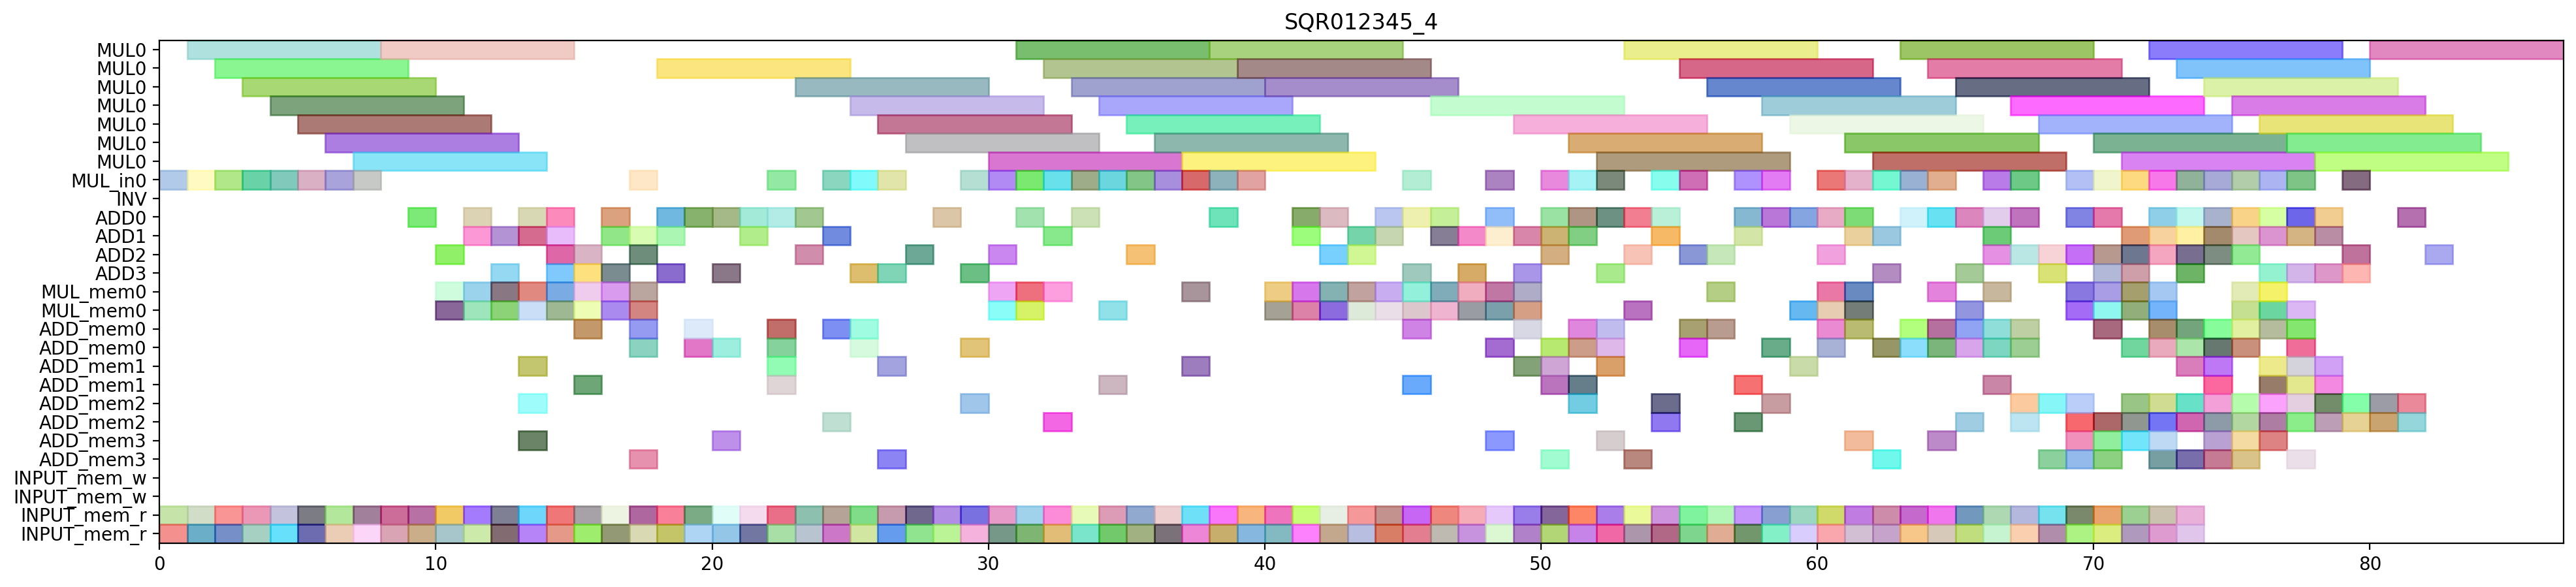 SQR012345_4
MUL0
MUL0
MUL0
MUL0
MUL0
MUL0
MUL0
MUL_in0
INV
ADD0
ADD1
ADD2
ADD3
MUL_mem0
MUL_mem0
ADD_mem0
ADD_mem0
ADD_mem1
ADD_mem1
ADD_mem2
ADD_mem2
ADD_mem3
ADD_mem3
INPUT_mem_w
INPUT_mem_w
INPUT_mem_r
INPUT_mem_r
0 10 20 30 40 50 60 70 80